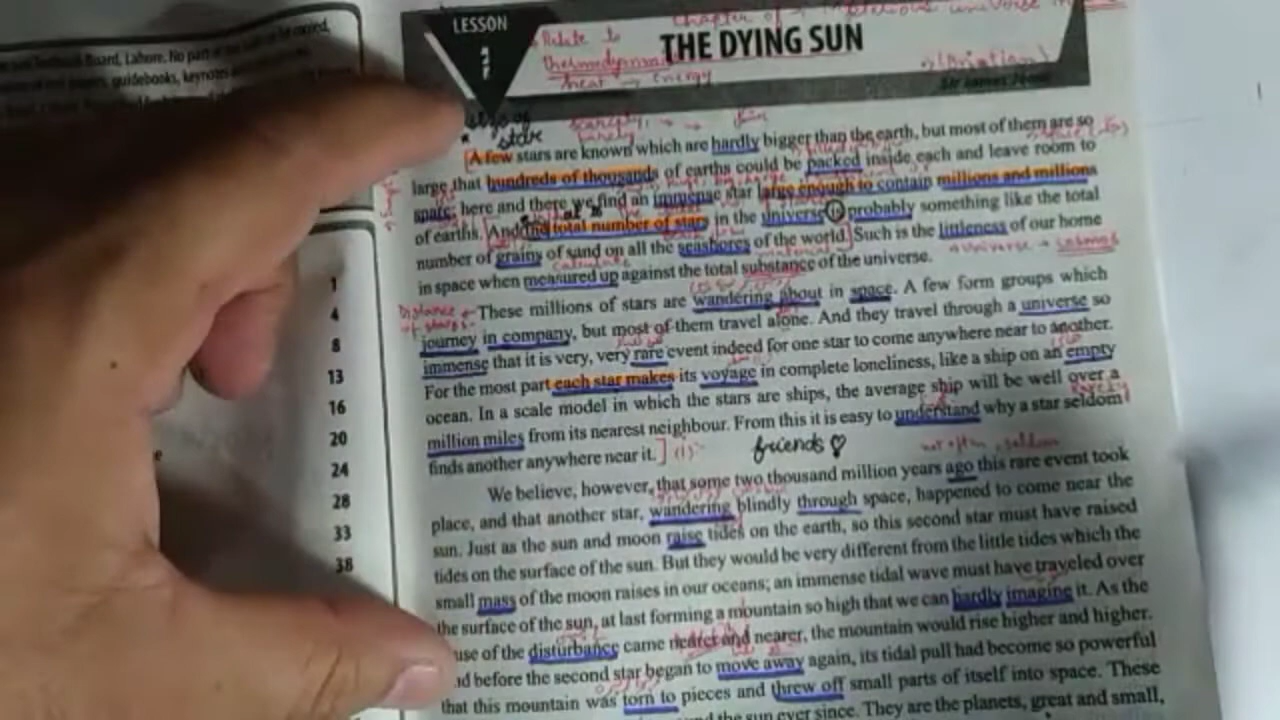 Textbook Board, Lahore. No part
papers, guidebooks, keynotes
LESSON
1
THE DYING SUN
Relate to
heat → energy
A few stars are known which are hardly bigger than the earth, but most of them are so
large that hundreds of thousands of earths could be packed inside each and leave room to
spare; here and there we find an immense star large enough to contain millions and millions
of earths. And the total number of stars in the universe is probably something like the total
number of grains of sand on all the seashores of the world. Such is the littleness of our home
in space when measured up against the total substance of the universe.
Distance
of stars
These millions of stars are wandering about in space. A few form groups which
journey in company, but most of them travel alone. And they travel through a universe so
immense that it is very, very rare event indeed for one star to come anywhere near to another.
For the most part each star makes its voyage in complete loneliness, like a ship on an empty
ocean. In a scale model in which the stars are ships, the average ship will be well over a
million miles from its nearest neighbour. From this it is easy to understand why a star seldom
finds another anywhere near it.
friends
not often seldom
We believe, however, that some two thousand million years ago this rare event took
place, and that another star, wandering blindly through space, happened to come near the
sun. Just as the sun and moon raise tides on the earth, so this second star must have raised
tides on the surface of the sun. But they would be very different from the little tides which the
small mass of the moon raises in our oceans; an immense tidal wave must have traveled over
the surface of the sun, at last forming a mountain so high that we can hardly imagine it. As the
use of the disturbance came nearer and nearer, the mountain would rise higher and higher.
d before the second star began to move away again, its tidal pull had become so powerful
that this mountain was torn to pieces and threw off small parts of itself into space. These
the sun ever since. They are the planets, great and small,
1
4
8
13
16
20
24
28
33
38